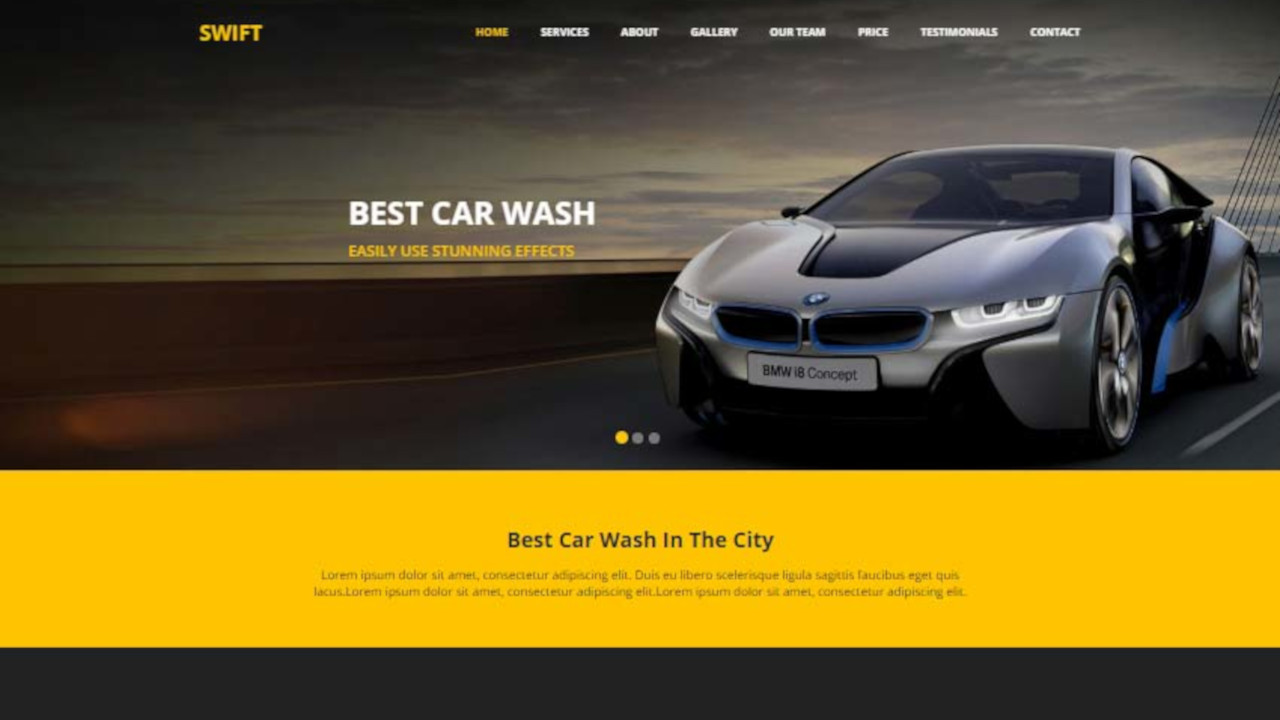 SWIFT
HOME SERVICES ABOUT GALLERY OUR TEAM PRICE TESTIMONIALS CONTACT
BEST CAR WASH
EASILY USE STUNNING EFFECTS
BMW i8 Concept
Best Car Wash In The City
Lorem ipsum dolor sit amet, consectetur adipiscing elit. Duis eu libero scelerisque ligula sagittis faucibus eget quis
lacus.Lorem ipsum dolor sit amet, consectetur adipiscing elit.Lorem ipsum dolor sit amet, consectetur adipiscing elit.